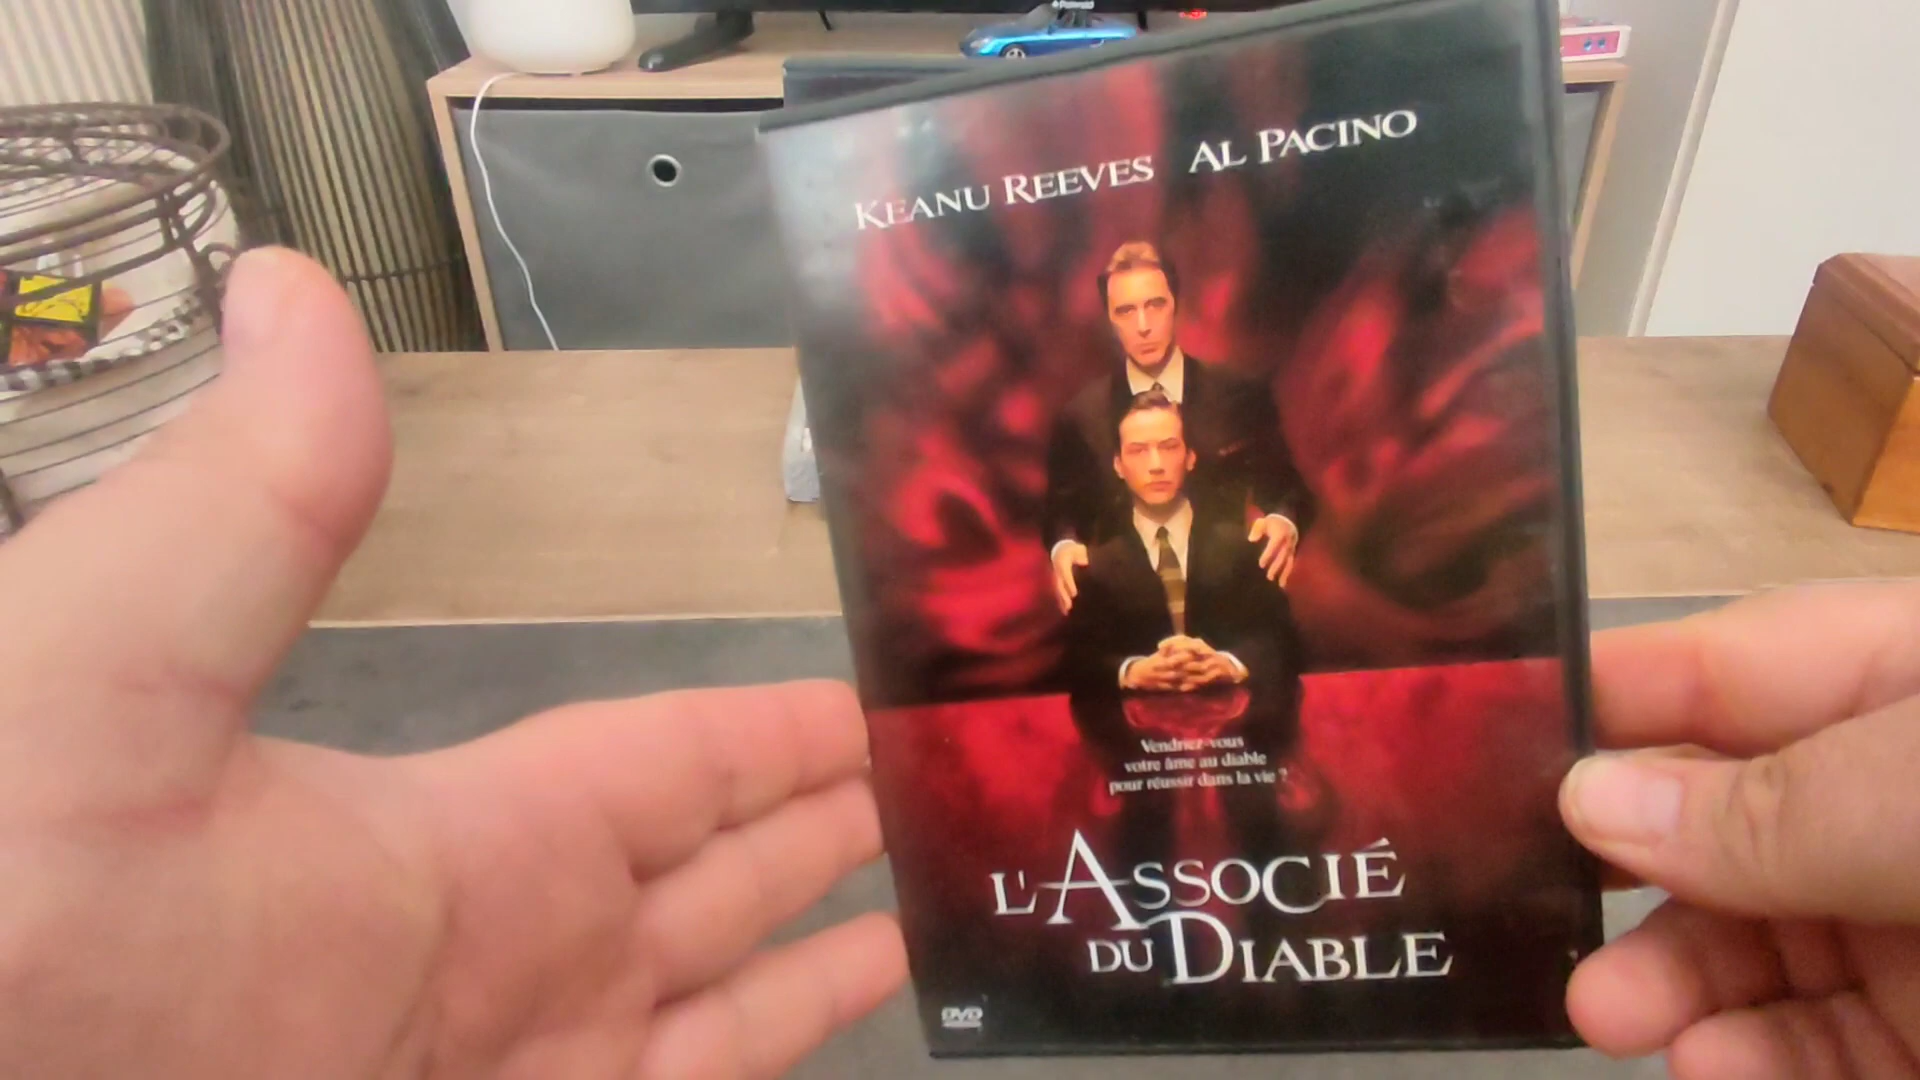 Polaroid
KEANU REEVES AL PACINO
Vendriez-vous
votre âme au diable
pour réussir dans la vie ?
L'ASSOCIÉ
DU DIABLE
DVD